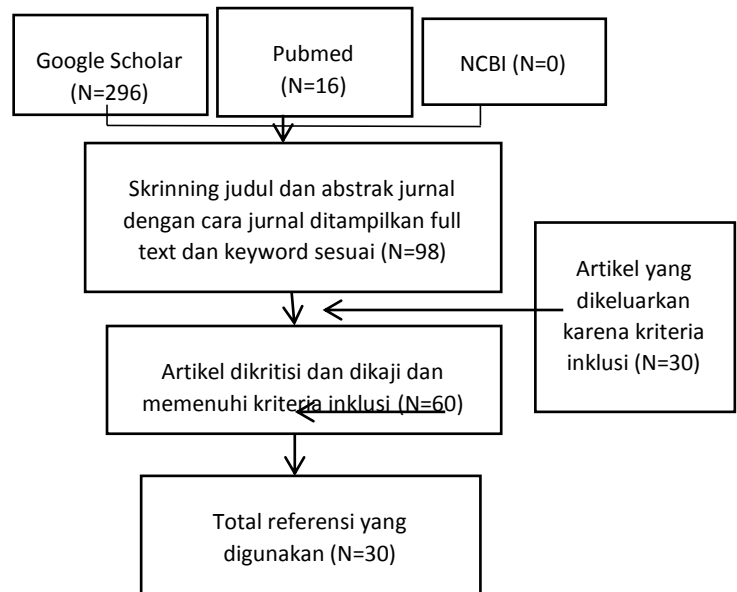 Google Scholar
(N=296)
Pubmed
(N=16)
NCBI (N=0)
Skrinning judul dan abstrak jurnal
dengan cara jurnal ditampilkan full
text dan keyword sesuai (N=98)
Artikel yang
dikeluarkan
karena kriteria
inklusi (N=30)
Artikel dikritisi dan dikaji dan
memenuhi kriteria inklusi (N=60)
Total referensi yang
digunakan (N=30)